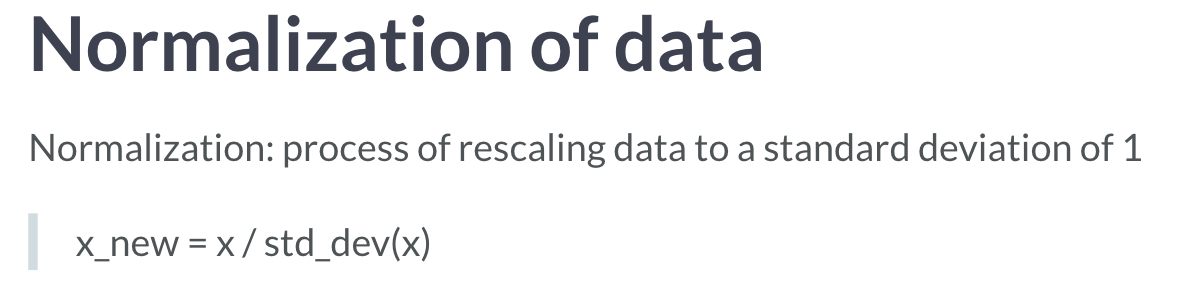 Normalization of data
Normalization: process of rescaling data to a standard deviation of 1
x_new = x / std_dev(x)